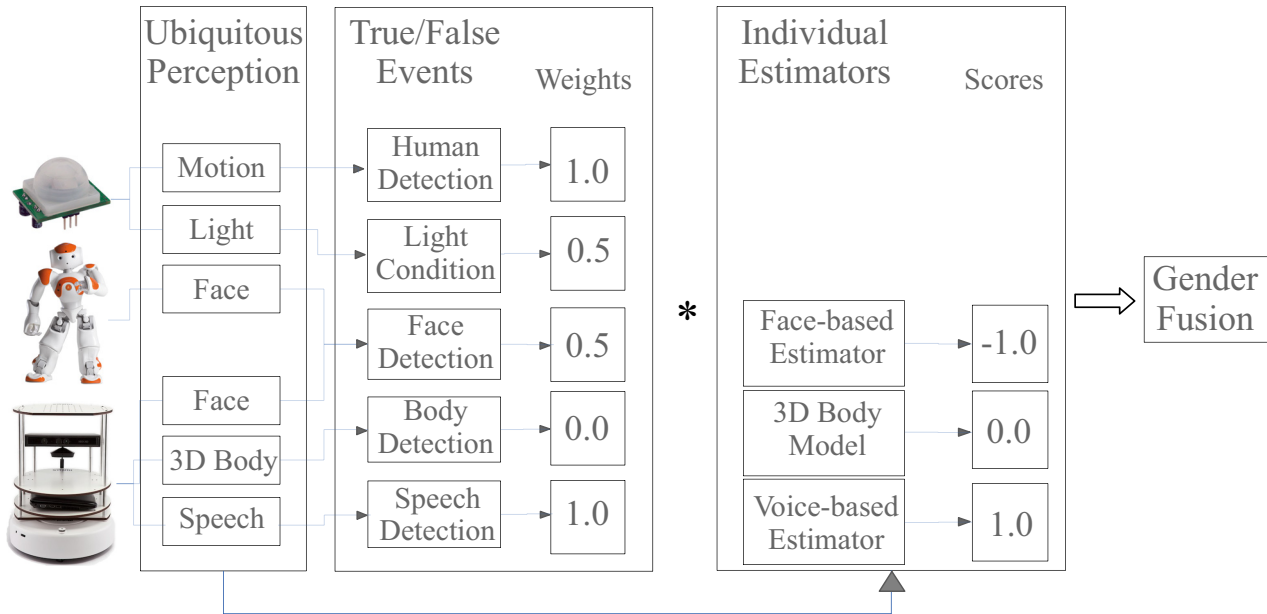 Ubiquitous
Perception
True/False
Events
Weights
Individual
Estimators
Scores
Motion
Light
Face
Face
3D Body
Speech
Human
Detection
1.0
Light
Condition
0.5
Face
Detection
0.5
Body
Detection
0.0
Speech
Detection
1.0
*
Face-based
Estimator
-1.0
3D Body
Model
0.0
Voice-based
Estimator
1.0
Gender
Fusion